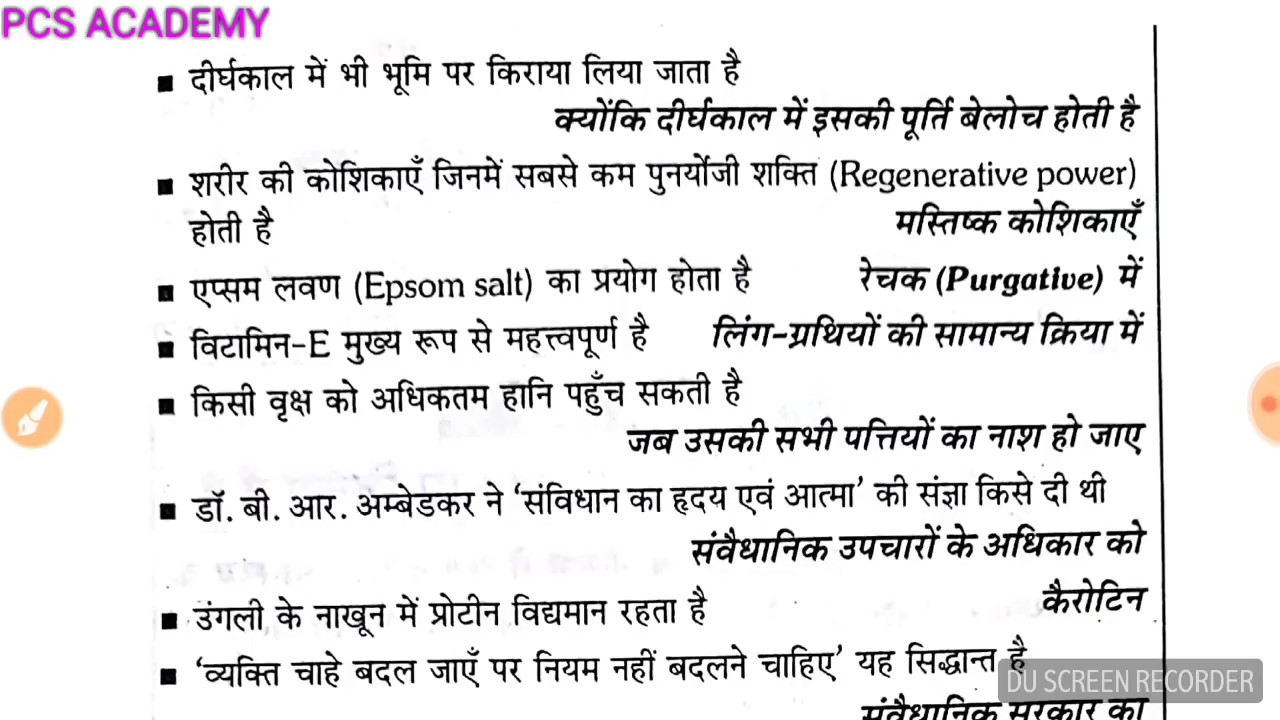 PCS ACADEMY
■ दीर्घकाल में भी भूमि पर किराया लिया जाता है
क्योंकि दीर्घकाल में इसकी पूर्ति बेलोच होती है
■ शरीर की कोशिकाएँ जिनमें सबसे कम पुनर्योजी शक्ति (Regenerative power)
होती है मस्तिष्क कोशिकाएँ
■ एप्सम लवण (Epsom salt) का प्रयोग होता है रेचक (Purgative) में
■ विटामिन-E मुख्य रूप से महत्त्वपूर्ण है लिंग-ग्रथियों की सामान्य क्रिया में
■ किसी वृक्ष को अधिकतम हानि पहुँच सकती है
जब उसकी सभी पत्तियों का नाश हो जाए
■ डॉ. बी. आर. अम्बेडकर ने ‘संविधान का हृदय एवं आत्मा’ की संज्ञा किसे दी थी
संवैधानिक उपचारों के अधिकार को
■ उंगली के नाखून में प्रोटीन विद्यमान रहता है कैरोटिन
■ ‘व्यक्ति चाहे बदल जाएँ पर नियम नहीं बदलने चाहिए’ यह सिद्धान्त है
DU SCREEN RECORDER
संवैधानिक सरकार का